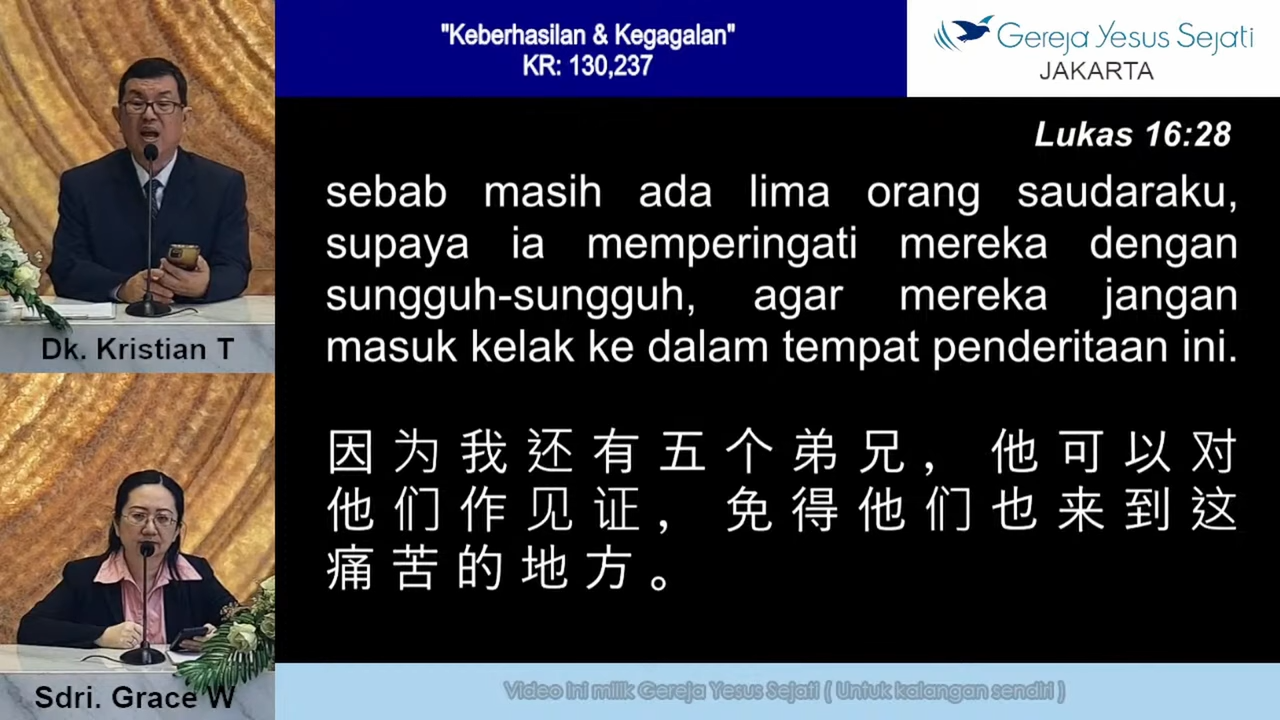 "Keberhasilan & Kegagalan"
KR: 130,237
Gereja Yesus Sejati
JAKARTA
Lukas 16:28
sebab masih ada lima orang saudaraku,
supaya ia memperingati mereka dengan
sungguh-sungguh, agar mereka jangan
masuk kelak ke dalam tempat penderitaan ini.
因为我还有五个弟兄，他可以对
他们作见证，免得他们也来到这
痛苦的地方。
Dk. Kristian T
Sdri. Grace W
Video ini milik Gereja Yesus Sejati ( Untuk kalangan sendiri )